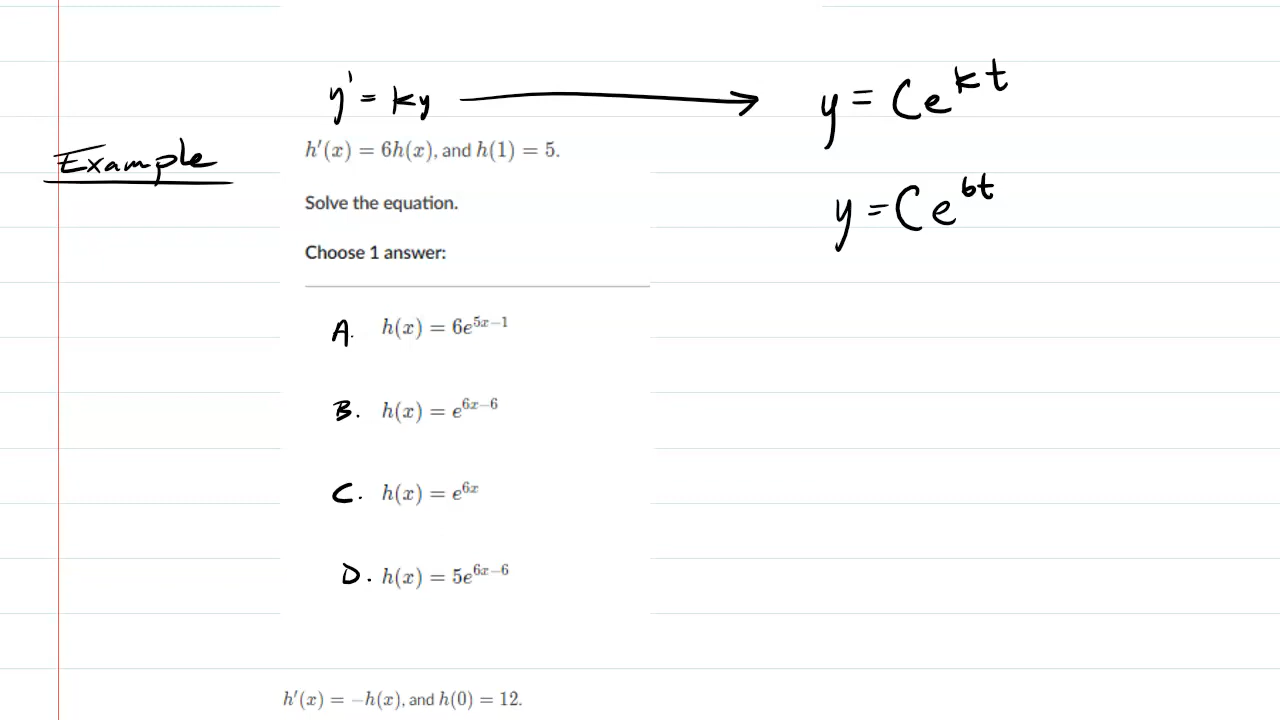 y' = ky → y = Ce^{kt}
Example
h′(x) = 6h(x), and h(1) = 5.
y = Ce^{6t}
Solve the equation.
Choose 1 answer:
A. h(x) = 6e^{5x−1}
B. h(x) = e^{6x−6}
C. h(x) = e^{6x}
D. h(x) = 5e^{6x−6}
h′(x) = −h(x), and h(0) = 12.